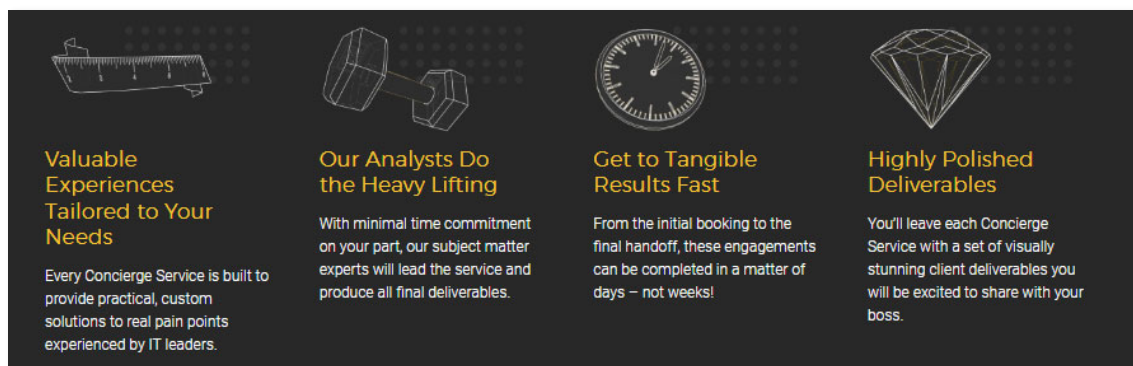 Valuable
Experiences
Tailored to Your
Needs
Every Concierge Service is built to
provide practical, custom
solutions to real pain points
experienced by IT leaders.
Our Analysts Do
the Heavy Lifting
With minimal time commitment
on your part, our subject matter
experts will lead the service and
produce all final deliverables.
Get to Tangible
Results Fast
From the initial booking to the
final handoff, these engagements
can be completed in a matter of
days – not weeks!
Highly Polished
Deliverables
You'll leave each Concierge
Service with a set of visually
stunning client deliverables you
will be excited to share with your
boss.